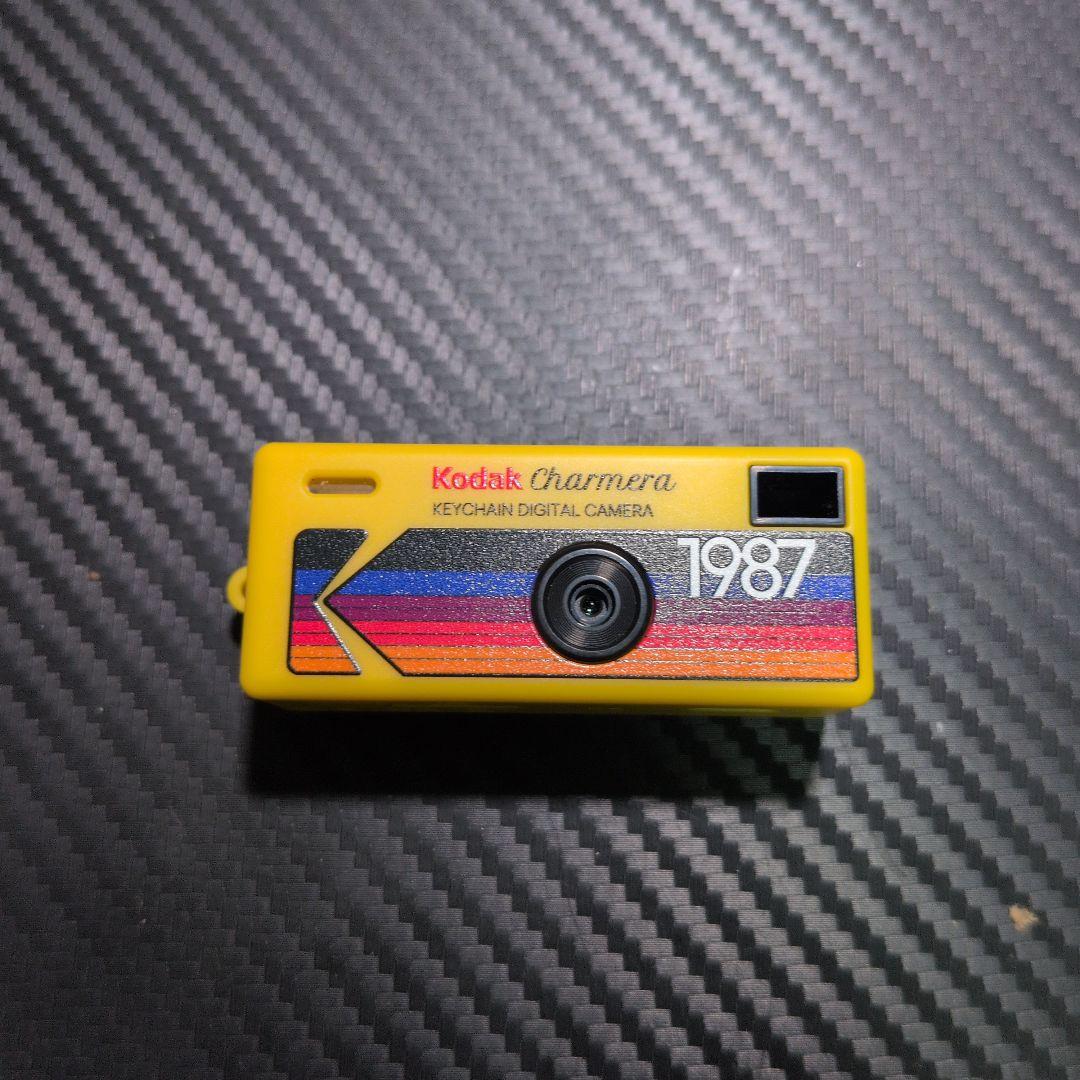 Kodak Charmera
KEYCHAIN DIGITAL CAMERA
1987